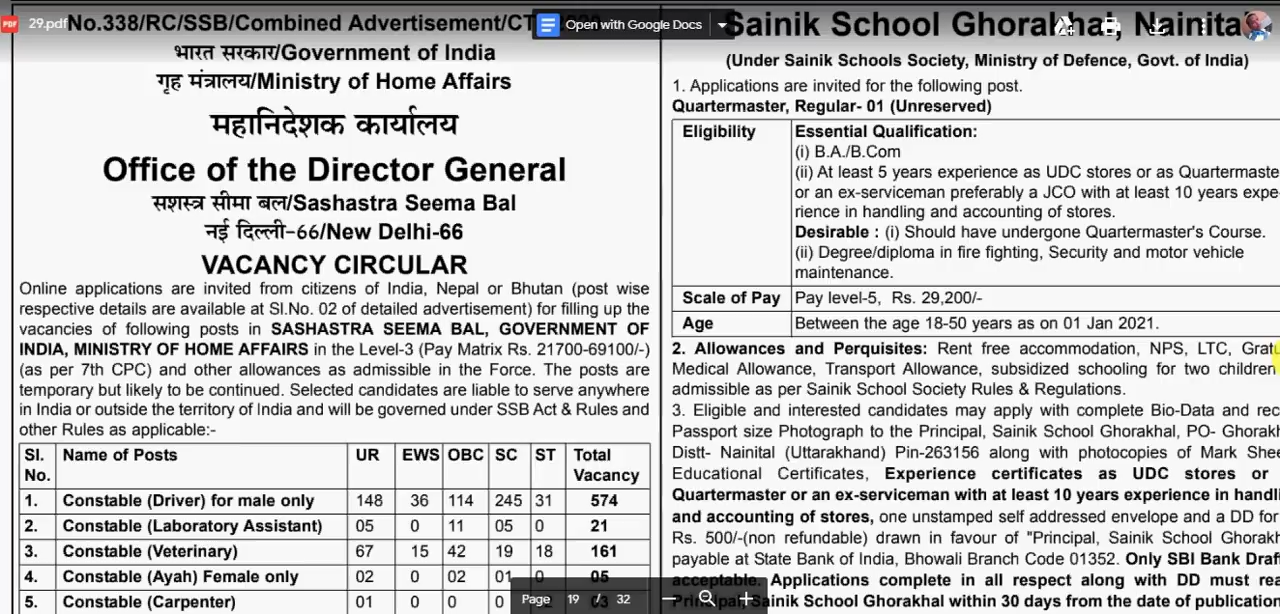 29.pdf
No.338/RC/SSB/Combined Advertisement/CT
Open with Google Docs
भारत सरकार/Government of India
गृह मंत्रालय/Ministry of Home Affairs
महानिदेशक कार्यालय
Office of the Director General
सशस्त्र सीमा बल/Sashastra Seema Bal
नई दिल्ली-66/New Delhi-66
VACANCY CIRCULAR
Online applications are invited from citizens of India, Nepal or Bhutan (post wise
respective details are available at Sl.No. 02 of detailed advertisement) for filling up the
vacancies of following posts in SASHASTRA SEEMA BAL, GOVERNMENT OF
INDIA, MINISTRY OF HOME AFFAIRS in the Level-3 (Pay Matrix Rs. 21700-69100/-)
(as per 7th CPC) and other allowances as admissible in the Force. The posts are
temporary but likely to be continued. Selected candidates are liable to serve anywhere
in India or outside the territory of India and will be governed under SSB Act & Rules and
other Rules as applicable:-
Sl. No. Name of Posts UR EWS OBC SC ST Total Vacancy
1. Constable (Driver) for male only 148 36 114 245 31 574
2. Constable (Laboratory Assistant) 05 0 11 05 0 21
3. Constable (Veterinary) 67 15 42 19 18 161
4. Constable (Ayah) Female only 02 0 02 01 0 05
5. Constable (Carpenter) 01 0 0 0 03
Page 19 / 32
Sainik School Ghorakhal, Nainital
(Under Sainik Schools Society, Ministry of Defence, Govt. of India)
1. Applications are invited for the following post.
Quartermaster, Regular- 01 (Unreserved)
Eligibility Essential Qualification:
(i) B.A./B.Com
(ii) At least 5 years experience as UDC stores or as Quartermaste
or an ex-serviceman preferably a JCO with at least 10 years expe-
rience in handling and accounting of stores.
Desirable : (i) Should have undergone Quartermaster's Course.
(ii) Degree/diploma in fire fighting, Security and motor vehicle
maintenance.
Scale of Pay Pay level-5, Rs. 29,200/-
Age Between the age 18-50 years as on 01 Jan 2021.
2. Allowances and Perquisites: Rent free accommodation, NPS, LTC, Gratu
Medical Allowance, Transport Allowance, subsidized schooling for two children
admissible as per Sainik School Society Rules & Regulations.
3. Eligible and interested candidates may apply with complete Bio-Data and rec
Passport size Photograph to the Principal, Sainik School Ghorakhal, PO- Ghorakh
Distt- Nainital (Uttarakhand) Pin-263156 along with photocopies of Mark Shee
Educational Certificates, Experience certificates as UDC stores or
Quartermaster or an ex-serviceman with at least 10 years experience in handli
and accounting of stores, one unstamped self addressed envelope and a DD for
Rs. 500/-(non refundable) drawn in favour of "Principal, Sainik School Ghorakh
payable at State Bank of India, Bhowali Branch Code 01352. Only SBI Bank Draf
acceptable. Applications complete in all respect along with DD must rea
Principal, Sainik School Ghorakhal within 30 days from the date of publication